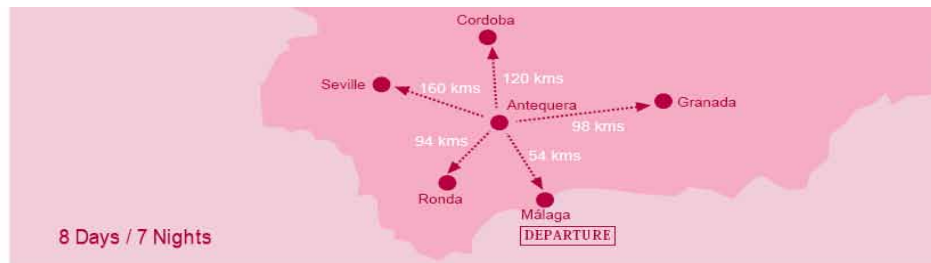 Cordoba
Seville
160 kms
120 kms
Antequera
Granada
98 kms
94 kms
54 kms
Ronda
Málaga
DEPARTURE
8 Days / 7 Nights